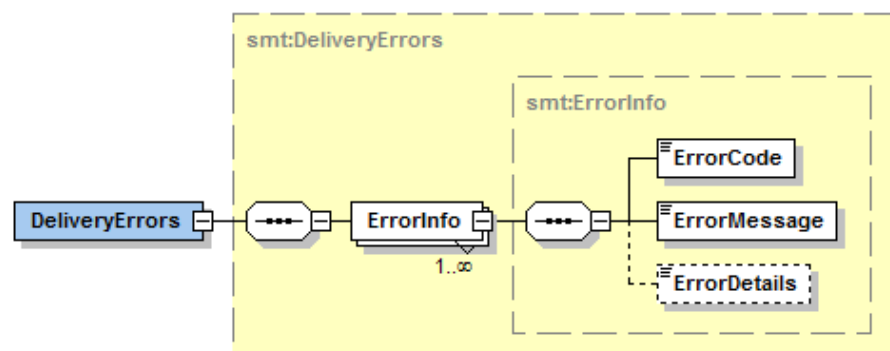 smt:DeliveryErrors
smt:ErrorInfo
ErrorCode
DeliveryErrors
ErrorInfo
ErrorMessage
1..∞
ErrorDetails